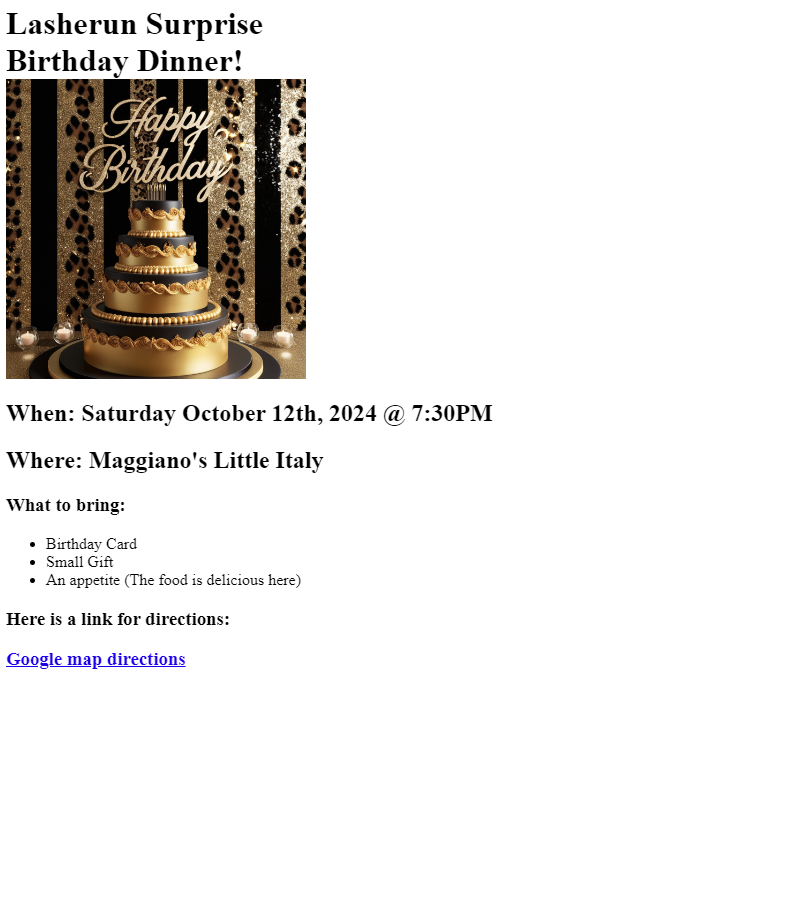 Lasherun Surprise
Birthday Dinner!
Happy
Birthday
When: Saturday October 12th, 2024 @ 7:30PM
Where: Maggiano's Little Italy
What to bring:
Birthday Card
Small Gift
An appetite (The food is delicious here)
Here is a link for directions:
Google map directions